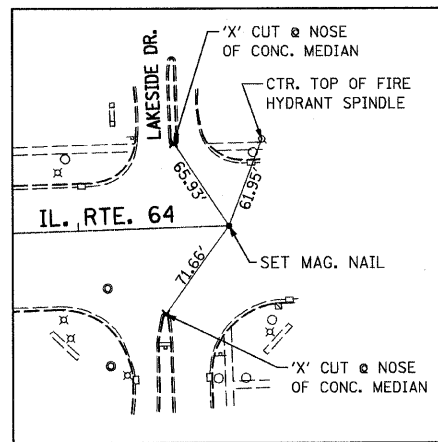 'X' CUT @ NOSE
OF CONC. MEDIAN
LAKESIDE DR.
CTR. TOP OF FIRE
HYDRANT SPINDLE
65.93'
61.95'
IL. RTE. 64
71.66'
SET MAG. NAIL
'X' CUT @ NOSE
OF CONC. MEDIAN